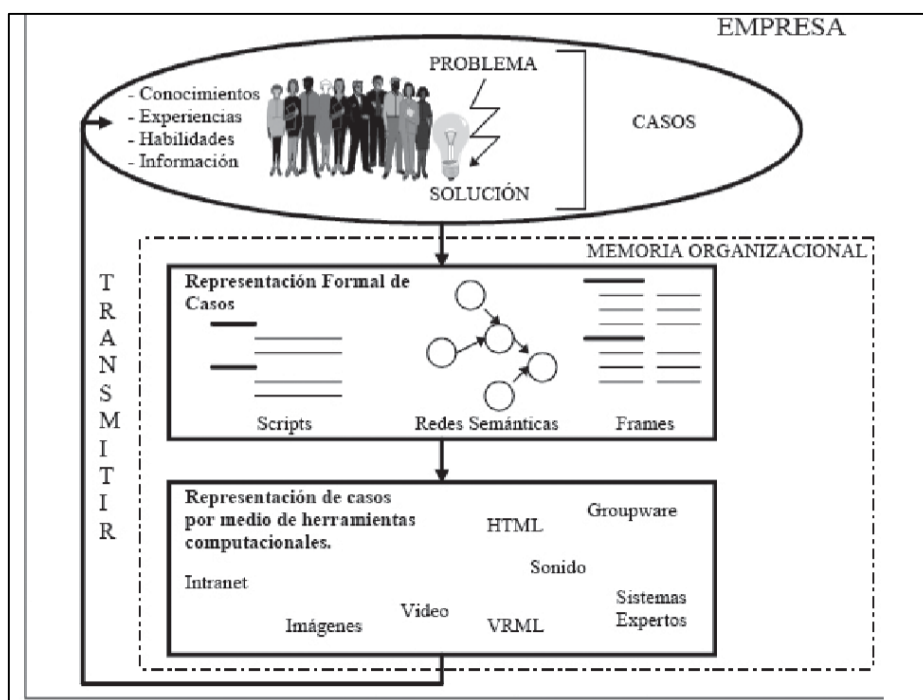 EMPRESA
- Conocimientos
- Experiencias
- Habilidades
- Información
PROBLEMA
SOLUCIÓN
CASOS
MEMORIA ORGANIZACIONAL
TRANSMITIR
Representación Formal de
Casos
Scripts
Redes Semánticas
Frames
Representación de casos
por medio de herramientas
computacionales.
HTML
Groupware
Intranet
Sonido
Imágenes
Video
VRML
Sistemas
Expertos